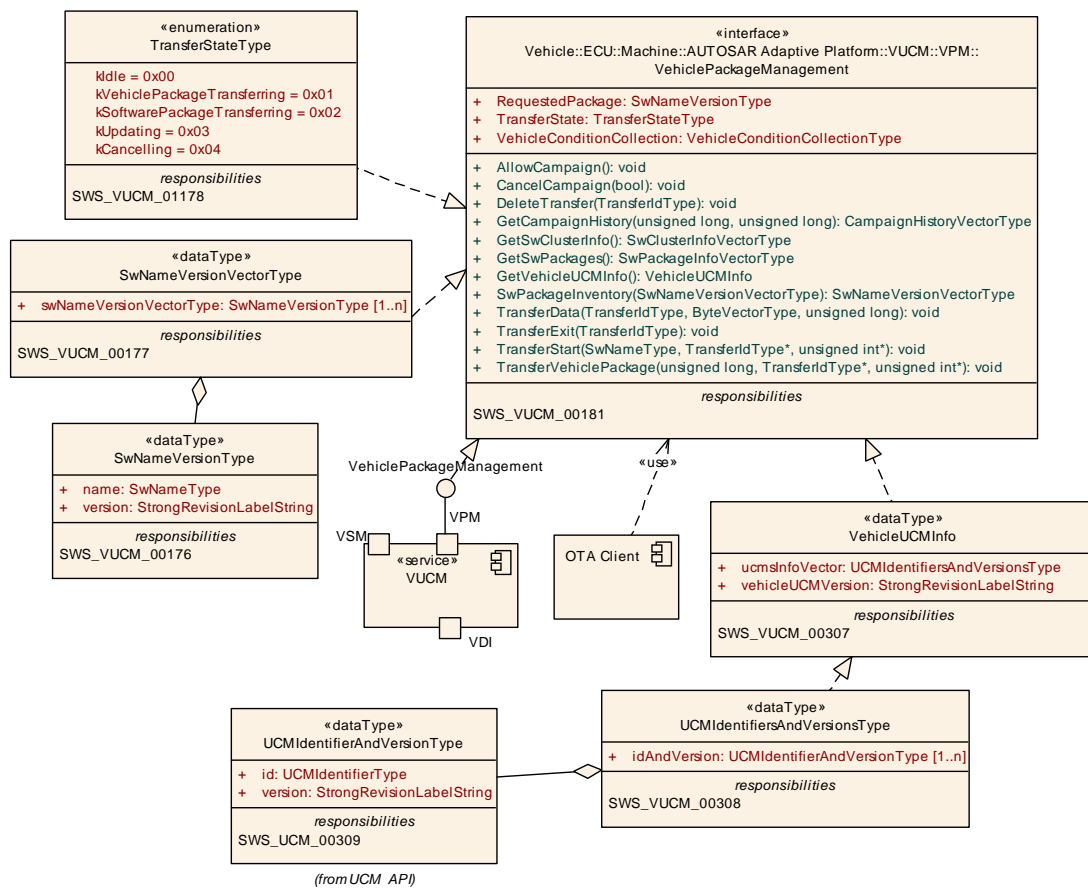 «enumeration»
TransferStateType
kIdle = 0x00
kVehiclePackageTransferring = 0x01
kSoftwarePackageTransferring = 0x02
kUpdating = 0x03
kCancelling = 0x04
responsibilities
SWS_VUCM_01178
«interface»
Vehicle::ECU::Machine::AUTOSAR Adaptive Platform::VUCM::VPM::
VehiclePackageManagement
+ RequestedPackage: SwNameVersionType
+ TransferState: TransferStateType
+ VehicleConditionCollection: VehicleConditionCollectionType
+ AllowCampaign(): void
+ CancelCampaign(bool): void
+ DeleteTransfer(TransferIdType): void
+ GetCampaignHistory(unsigned long, unsigned long): CampaignHistoryVectorType
+ GetSwClusterInfo(): SwClusterInfoVectorType
+ GetSwPackages(): SwPackageInfoVectorType
+ GetVehicleUCMInfo(): VehicleUCMInfo
+ SwPackageInventory(SwNameVersionVectorType): SwNameVersionVectorType
+ TransferData(TransferIdType, ByteVectorType, unsigned long): void
+ TransferExit(TransferIdType): void
+ TransferStart(SwNameType, TransferIdType*, unsigned int*): void
+ TransferVehiclePackage(unsigned long, TransferIdType*, unsigned int*): void
responsibilities
SWS_VUCM_00181
«dataType»
SwNameVersionVectorType
+ swNameVersionVectorType: SwNameVersionType [1..n]
responsibilities
SWS_VUCM_00177
«dataType»
SwNameVersionType
+ name: SwNameType
+ version: StrongRevisionLabelString
responsibilities
SWS_VUCM_00176
VehiclePackageManagement
VPM
VSM
«service»
VUCM
VDI
«use»
OTA Client
«dataType»
VehicleUCMInfo
+ ucmsInfoVector: UCMIdentifiersAndVersionsType
+ vehicleUCMVersion: StrongRevisionLabelString
responsibilities
SWS_VUCM_00307
«dataType»
UCMIdentifiersAndVersionsType
+ idAndVersion: UCMIdentifierAndVersionType [1..n]
responsibilities
SWS_VUCM_00308
«dataType»
UCMIdentifierAndVersionType
+ id: UCMIdentifierType
+ version: StrongRevisionLabelString
responsibilities
SWS_UCM_00309
(from UCM API)